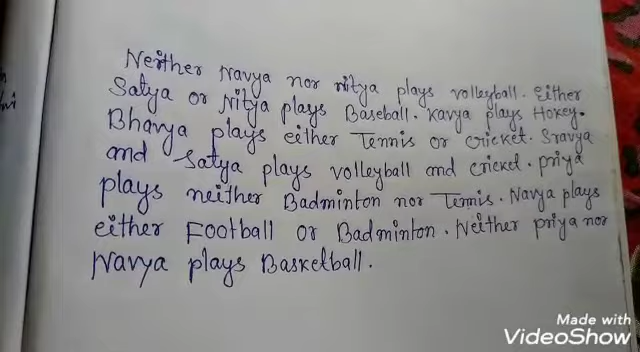 Neither Navya nor nitya plays volleyball. Either
Satya or Nitya plays Baseball. Kavya plays Hokey.
Bhavya plays either Tennis or cricket. Sravya
and Satya plays volleyball and cricket. priya
plays neither Badminton nor Tennis. Navya plays
either Football or Badminton. Neither priya nor
Navya plays Basketball.
Made with
VideoShow